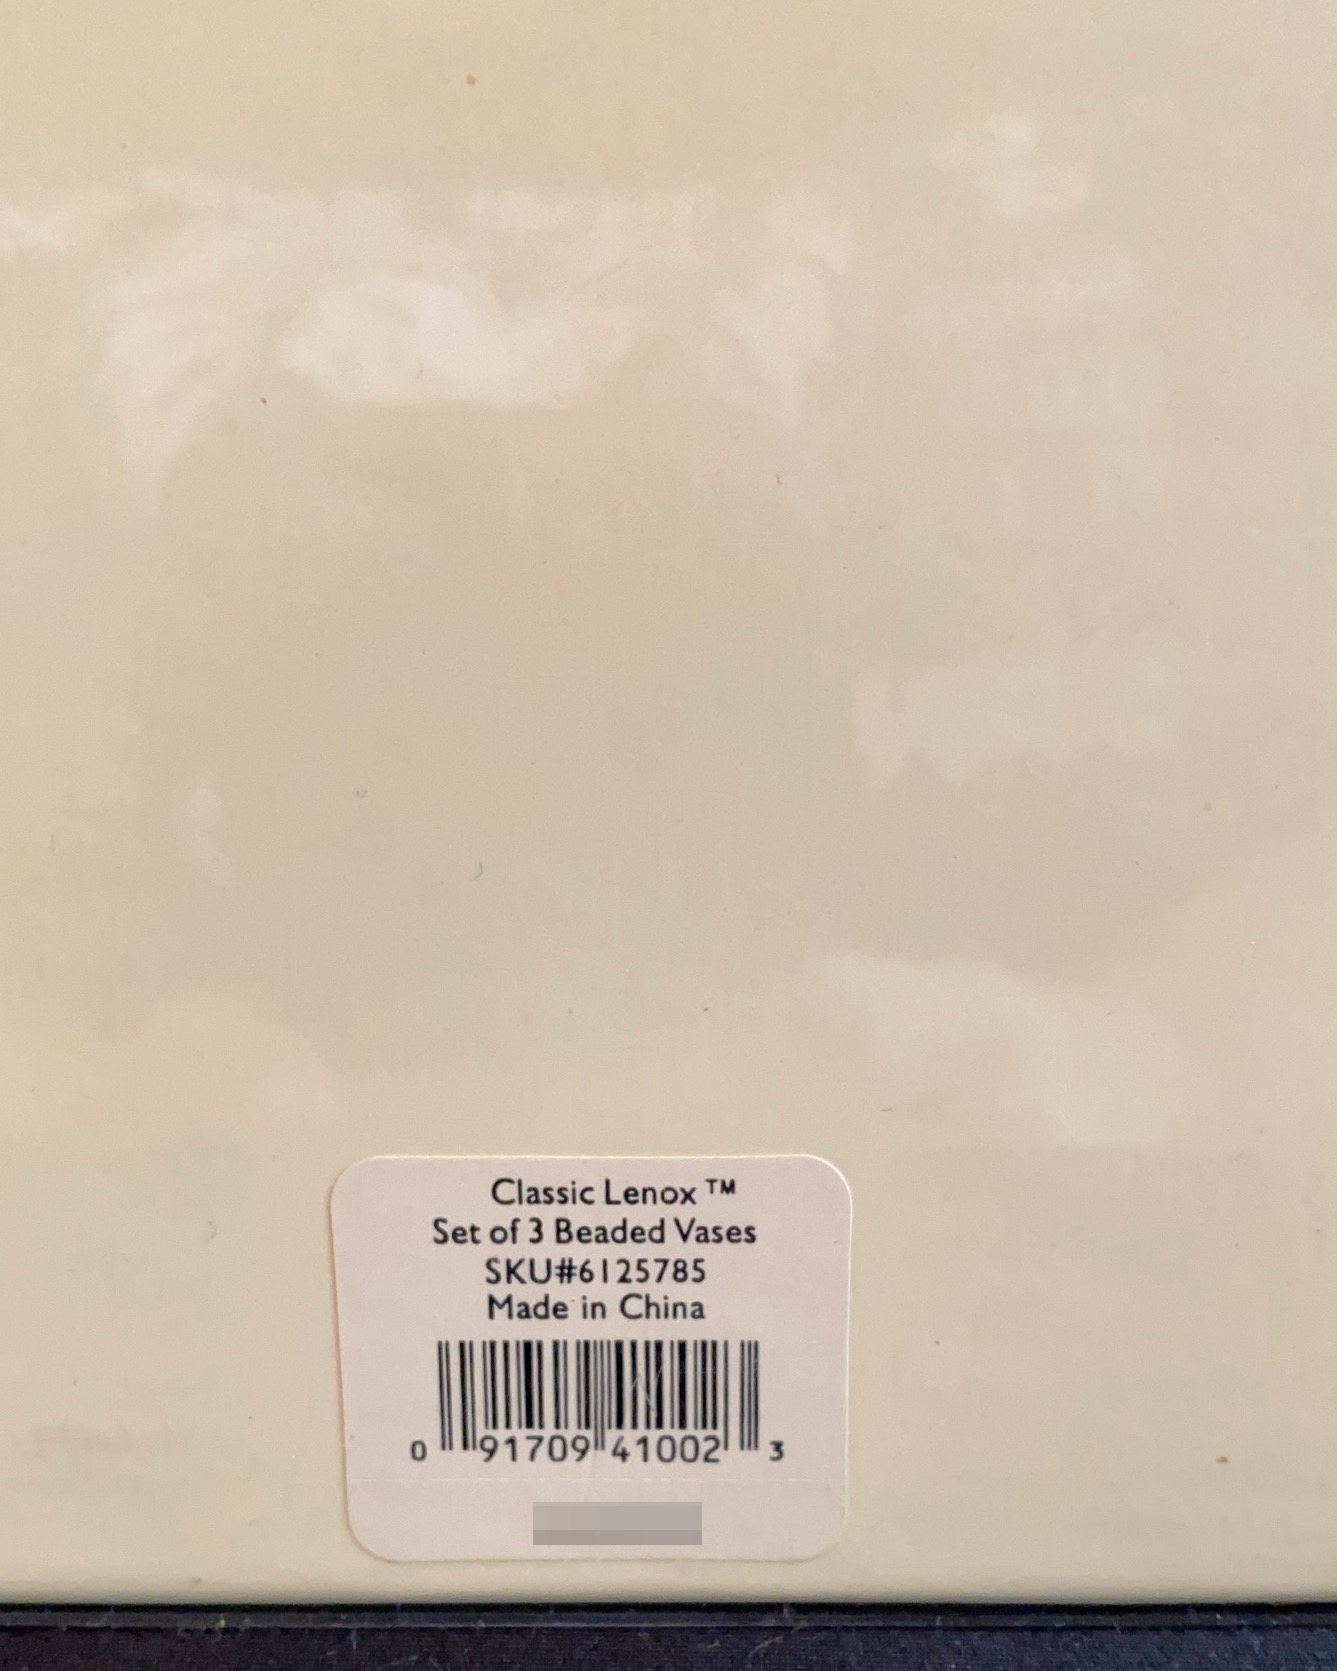 Classic Lenox ™
Set of 3 Beaded Vases
SKU#6125785
Made in China
0 91709 41002 3